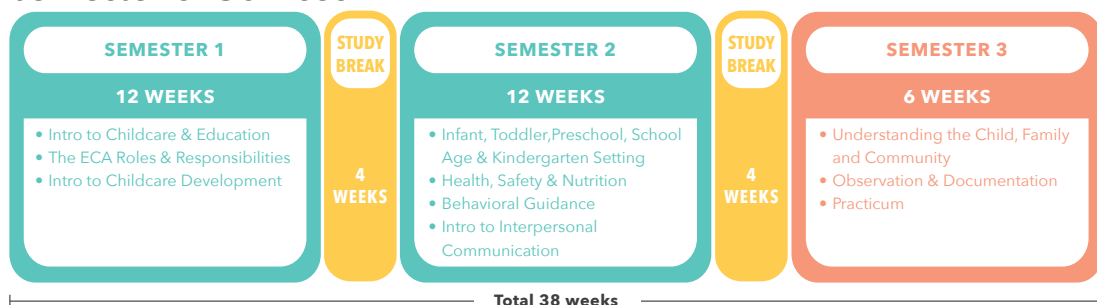 SEMESTER 1
12 WEEKS
• Intro to Childcare & Education
• The ECA Roles & Responsibilities
• Intro to Childcare Development
STUDY
BREAK
4
WEEKS
SEMESTER 2
12 WEEKS
• Infant, Toddler,Preschool, School
Age & Kindergarten Setting
• Health, Safety & Nutrition
• Behavioral Guidance
• Intro to Interpersonal
Communication
STUDY
BREAK
4
WEEKS
SEMESTER 3
6 WEEKS
• Understanding the Child, Family
and Community
• Observation & Documentation
• Practicum
Total 38 weeks